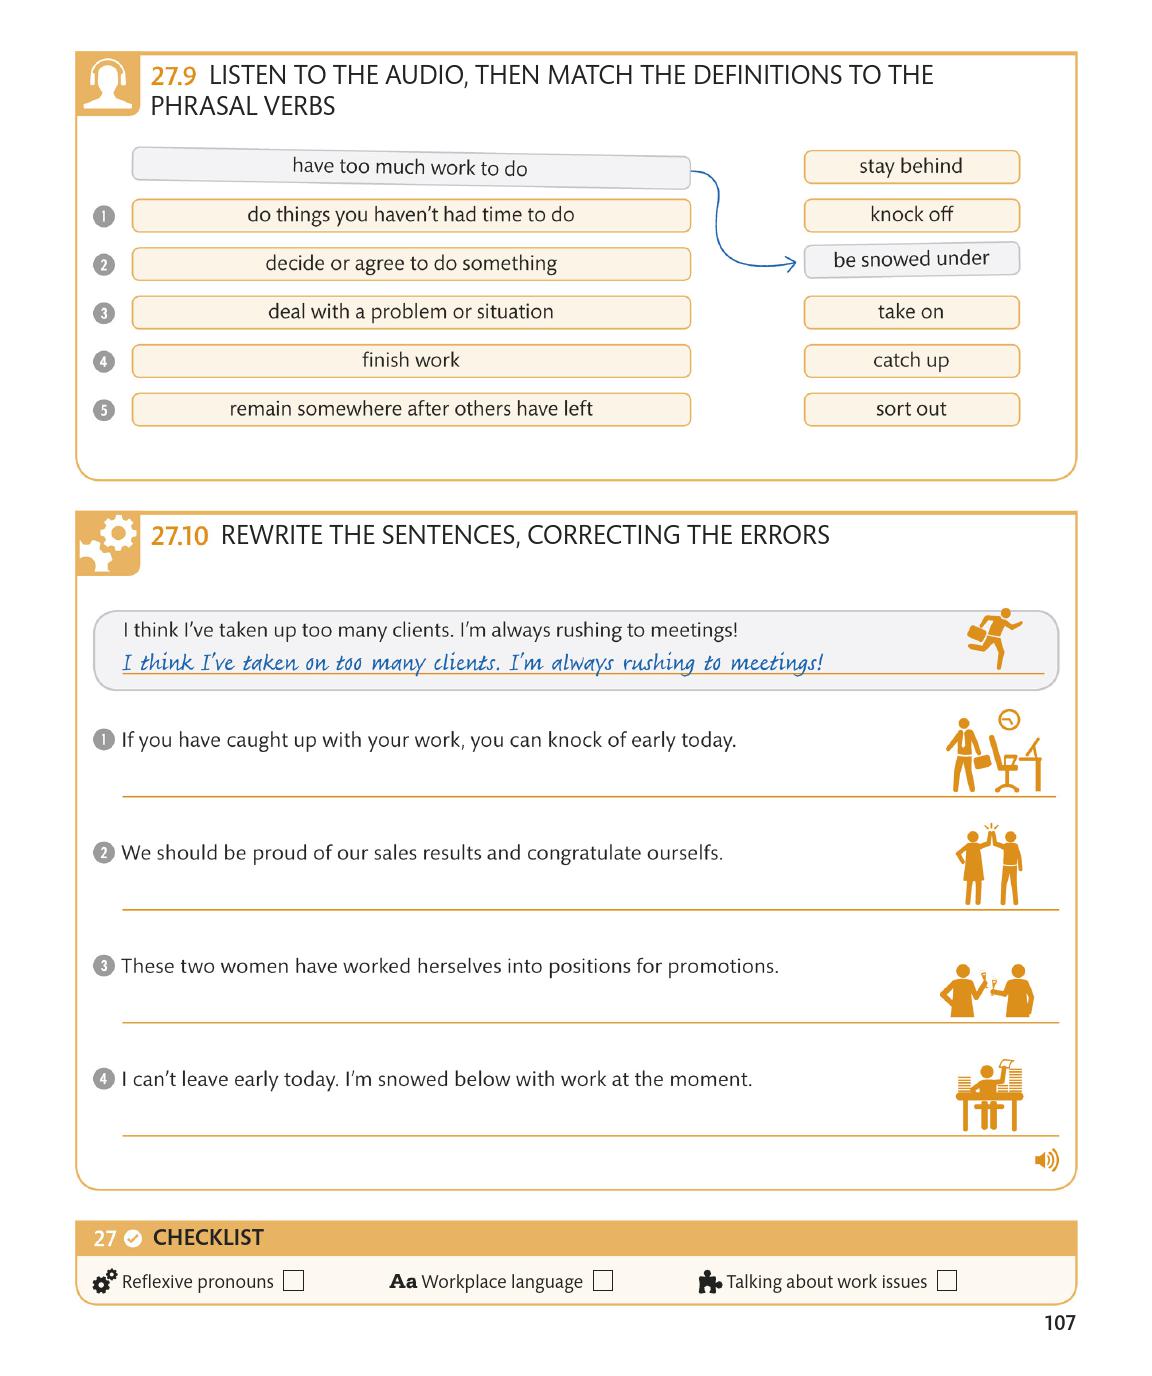 27.9 LISTEN TO THE AUDIO, THEN MATCH THE DEFINITIONS TO THE
PHRASAL VERBS
have too much work to do
stay behind
1 do things you haven't had time to do
knock off
2 decide or agree to do something
be snowed under
3 deal with a problem or situation
take on
4 finish work
catch up
5 remain somewhere after others have left
sort out
27.10 REWRITE THE SENTENCES, CORRECTING THE ERRORS
I think I've taken up too many clients. I'm always rushing to meetings!
I think I've taken on too many clients. I'm always rushing to meetings!
1 If you have caught up with your work, you can knock of early today.
2 We should be proud of our sales results and congratulate ourselfs.
3 These two women have worked herselves into positions for promotions.
4 I can't leave early today. I'm snowed below with work at the moment.
27 CHECKLIST
Reflexive pronouns Aa Workplace language Talking about work issues
107